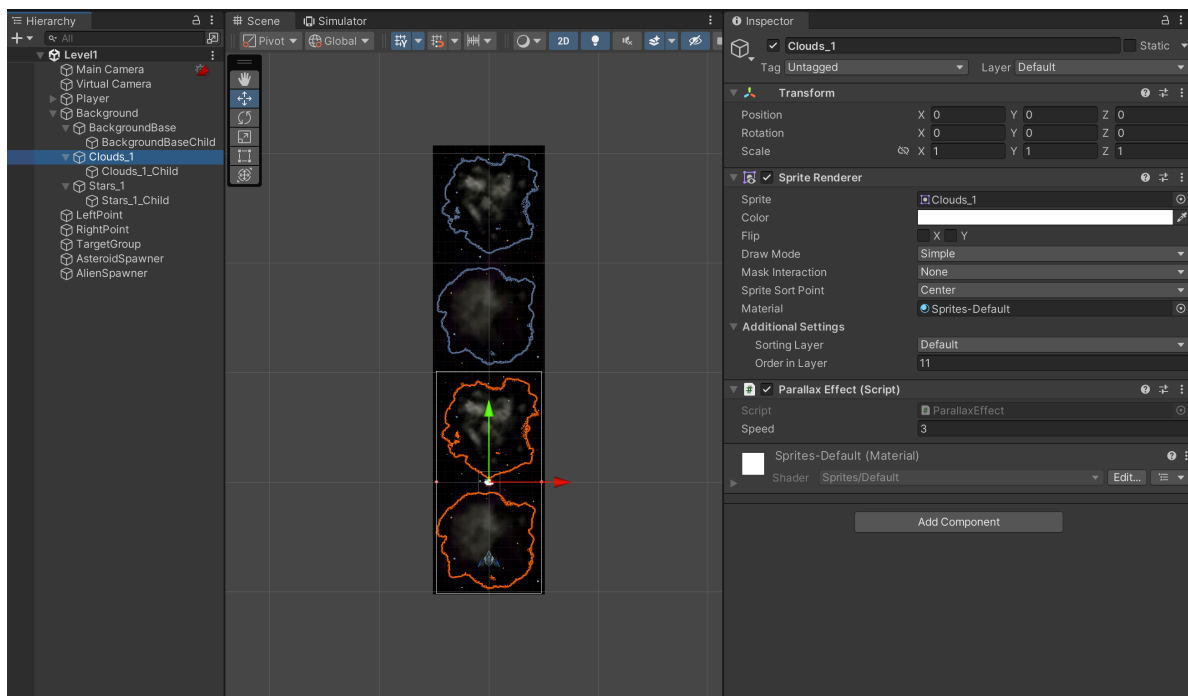 Hierarchy
All
Level1
Main Camera
Virtual Camera
Player
Background
BackgroundBase
BackgroundBaseChild
Clouds_1
Clouds_1_Child
Stars_1
Stars_1_Child
LeftPoint
RightPoint
TargetGroup
AsteroidSpawner
AlienSpawner
Scene Simulator
Pivot Global 2D
Inspector
Clouds_1 Static
Tag Untagged Layer Default
Transform
Position X 0 Y 0 Z 0
Rotation X 0 Y 0 Z 0
Scale X 1 Y 1 Z 1
Sprite Renderer
Sprite Clouds_1
Color
Flip X Y
Draw Mode Simple
Mask Interaction None
Sprite Sort Point Center
Material Sprites-Default
Additional Settings
Sorting Layer Default
Order in Layer 11
# Parallax Effect (Script)
Script # ParallaxEffect
Speed 3
Sprites-Default (Material)
Shader Sprites/Default Edit...
Add Component